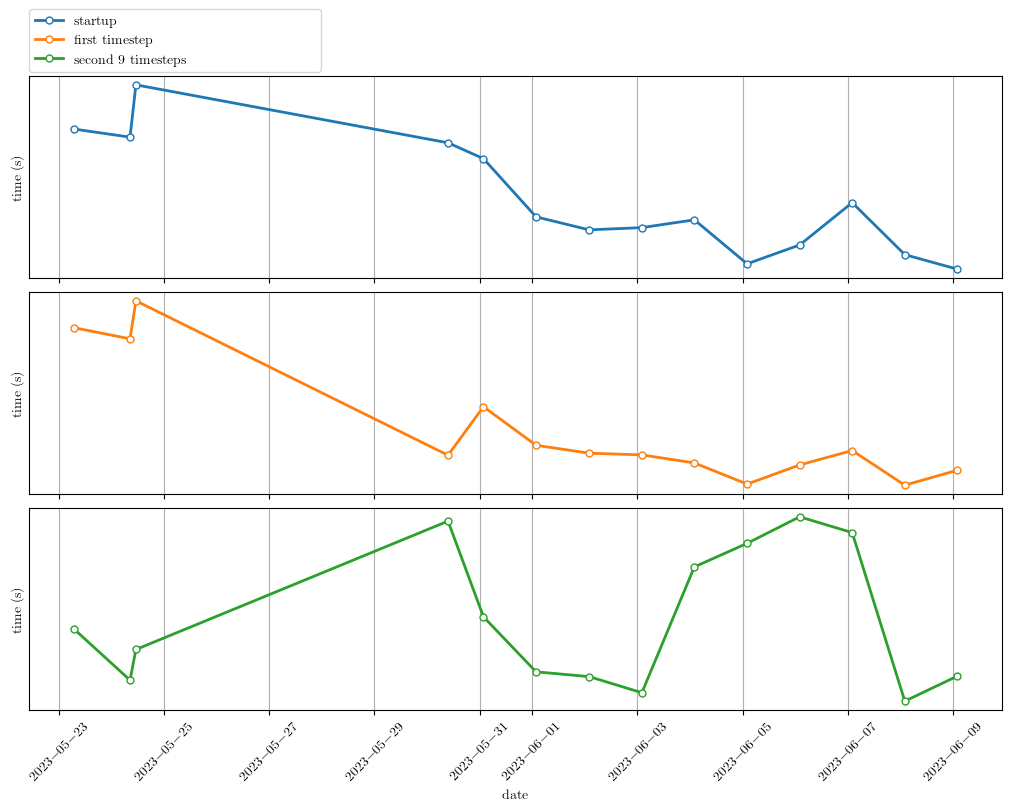 startup
first timestep
second 9 timesteps
time (s)
time (s)
time (s)
2023−05−23
2023−05−25
2023−05−27
2023−05−29
2023−05−31
2023−06−01
2023−06−03
2023−06−05
2023−06−07
2023−06−09
date